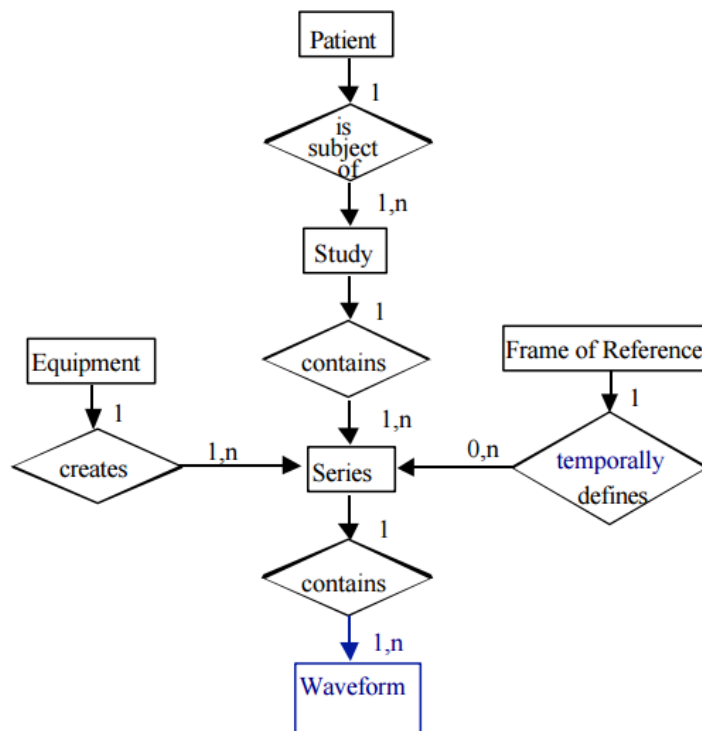 Patient
1
is
subject
of
1,n
Study
1
contains
Equipment
Frame of Reference
1
1,n
1
creates
1,n
Series
0,n
temporally
defines
1
contains
1,n
Waveform